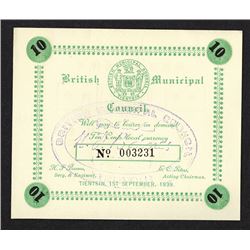 10 10
British Municipal
Council.
Will pay to bearer on demand
Ten Cents local currency
No 003231
Secy. & Engineer. Acting Chairman.
TIENTSIN, 1ST SEPTEMBER, 1939.
10 10